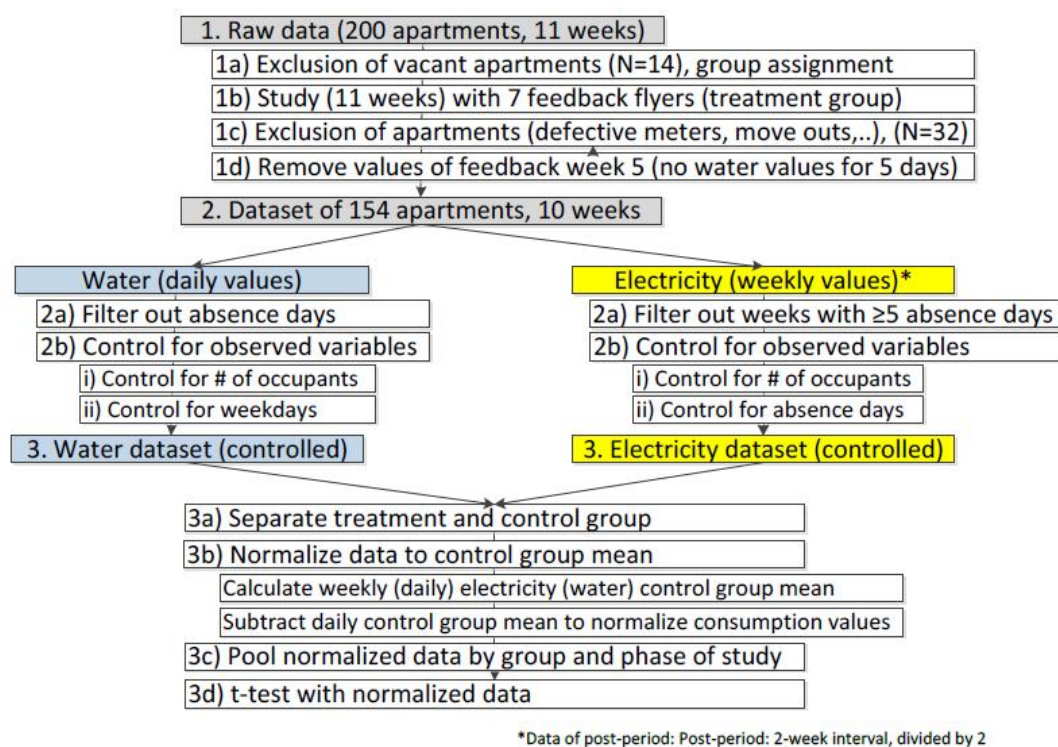 1. Raw data (200 apartments, 11 weeks)
1a) Exclusion of vacant apartments (N=14), group assignment
1b) Study (11 weeks) with 7 feedback flyers (treatment group)
1c) Exclusion of apartments (defective meters, move outs,..), (N=32)
1d) Remove values of feedback week 5 (no water values for 5 days)
2. Dataset of 154 apartments, 10 weeks
Water (daily values)
2a) Filter out absence days
2b) Control for observed variables
i) Control for # of occupants
ii) Control for weekdays
3. Water dataset (controlled)
Electricity (weekly values)*
2a) Filter out weeks with ≥5 absence days
2b) Control for observed variables
i) Control for # of occupants
ii) Control for absence days
3. Electricity dataset (controlled)
3a) Separate treatment and control group
3b) Normalize data to control group mean
Calculate weekly (daily) electricity (water) control group mean
Subtract daily control group mean to normalize consumption values
3c) Pool normalized data by group and phase of study
3d) t-test with normalized data
*Data of post-period: Post-period: 2-week interval, divided by 2